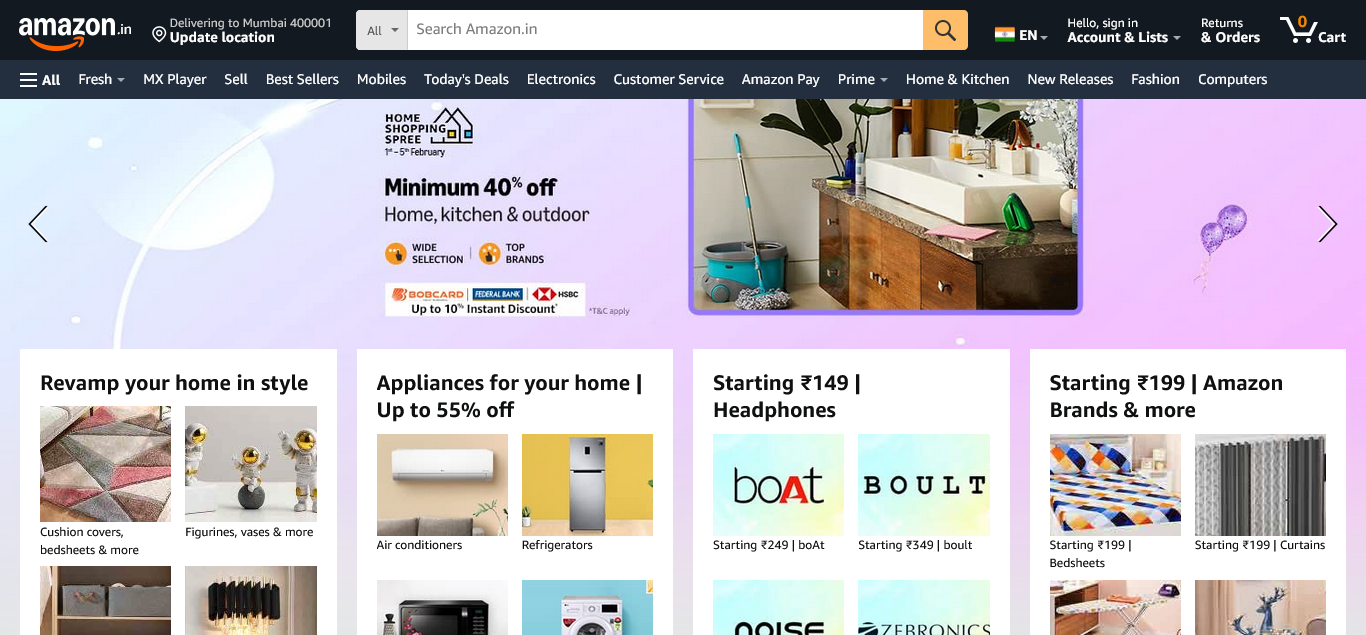 amazon.in
Delivering to Mumbai 400001
Update location
All
Search Amazon.in
EN
Hello, sign in
Account & Lists
Returns
& Orders
0
Cart
All
Fresh
MX Player
Sell
Best Sellers
Mobiles
Today's Deals
Electronics
Customer Service
Amazon Pay
Prime
Home & Kitchen
New Releases
Fashion
Computers
HOME
SHOPPING
SPREE
1st - 5th February
Minimum 40% off
Home, kitchen & outdoor
WIDE
SELECTION
TOP
BRANDS
BOBCARD
FEDERAL BANK
HSBC
Up to 10% Instant Discount*
*T&C apply
Revamp your home in style
Cushion covers,
bedsheets & more
Figurines, vases & more
Appliances for your home |
Up to 55% off
Air conditioners
Refrigerators
Starting ₹149 |
Headphones
boAt
BOULT
Starting ₹249 | boAt
Starting ₹349 | boult
noise
ZEBRONICS
Starting ₹199 | Amazon
Brands & more
Starting ₹199 |
Bedsheets
Starting ₹199 | Curtains